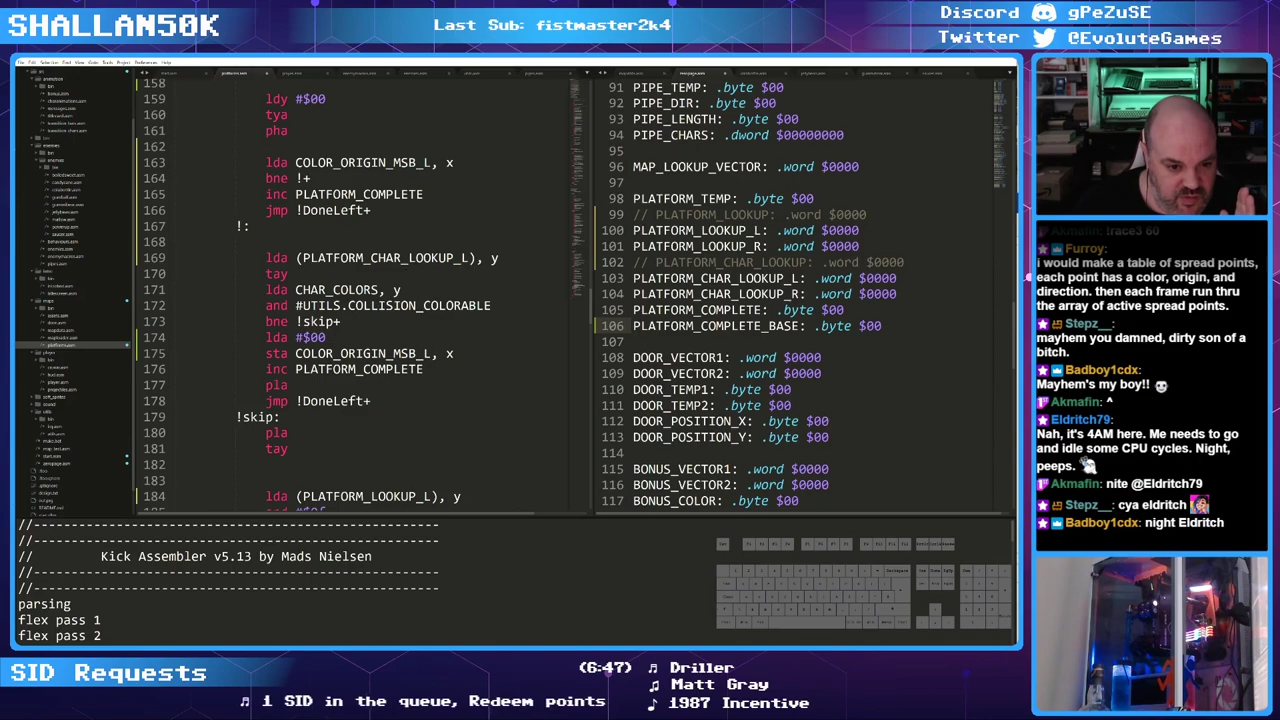 SHALLAN50K
Last Sub: fistmaster2k4
Discord gPeZuSE
Twitter @EvoluteGames
158
159 ldy #$00
160 tya
161 pha
162
163 lda COLOR_ORIGIN_MSB_L, x
164 bne !+
165 inc PLATFORM_COMPLETE
166 jmp !DoneLeft+
167 !:
168
169 lda (PLATFORM_CHAR_LOOKUP_L), y
170 tay
171 lda CHAR_COLORS, y
172 and #UTILS.COLLISION_COLORABLE
173 bne !skip+
174 lda #$00
175 sta COLOR_ORIGIN_MSB_L, x
176 inc PLATFORM_COMPLETE
177 pla
178 jmp !DoneLeft+
179 !skip:
180 pla
181 tay
182
183
184 lda (PLATFORM_LOOKUP_L), y
91 PIPE_TEMP: .byte $00
92 PIPE_DIR: .byte $00
93 PIPE_LENGTH: .byte $00
94 PIPE_CHARS: .dword $00000000
95
96 MAP_LOOKUP_VECTOR: .word $0000
97
98 PLATFORM_TEMP: .byte $00
99 // PLATFORM_LOOKUP: .word $0000
100 PLATFORM_LOOKUP_L: .word $0000
101 PLATFORM_LOOKUP_R: .word $0000
102 // PLATFORM_CHAR_LOOKUP: .word $0000
103 PLATFORM_CHAR_LOOKUP_L: .word $0000
104 PLATFORM_CHAR_LOOKUP_R: .word $0000
105 PLATFORM_COMPLETE: .byte $00
106 PLATFORM_COMPLETE_BASE: .byte $00
107
108 DOOR_VECTOR1: .word $0000
109 DOOR_VECTOR2: .word $0000
110 DOOR_TEMP1: .byte $00
111 DOOR_TEMP2: .byte $00
112 DOOR_POSITION_X: .byte $00
113 DOOR_POSITION_Y: .byte $00
114
115 BONUS_VECTOR1: .word $0000
116 BONUS_VECTOR2: .word $0000
117 BONUS_COLOR: .byte $00
//------------------------------------------------------
//------------------------------------------------------
// Kick Assembler v5.13 by Mads Nielsen
//------------------------------------------------------
//------------------------------------------------------
parsing
flex pass 1
flex pass 2
Akmafin: !race3 60
Furroy:
i would make a table of spread points,
each point has a color, origin, and
direction. then each frame run thru
the array of active spread points.
Stepz__:
mayhem you damned, dirty son of a
bitch.
Badboy1cdx:
Mayhem's my boy!!
Akmafin: ^
Eldritch79:
Nah, it's 4AM here. Me needs to go
and idle some CPU cycles. Night,
peeps.
Akmafin: nite @Eldritch79
Stepz__: cya eldritch
Badboy1cdx: night Eldritch
SID Requests
(6:47) ♫ Driller
♫ Matt Gray
♪ 1987 Incentive
♬ 1 SID in the queue, Redeem points